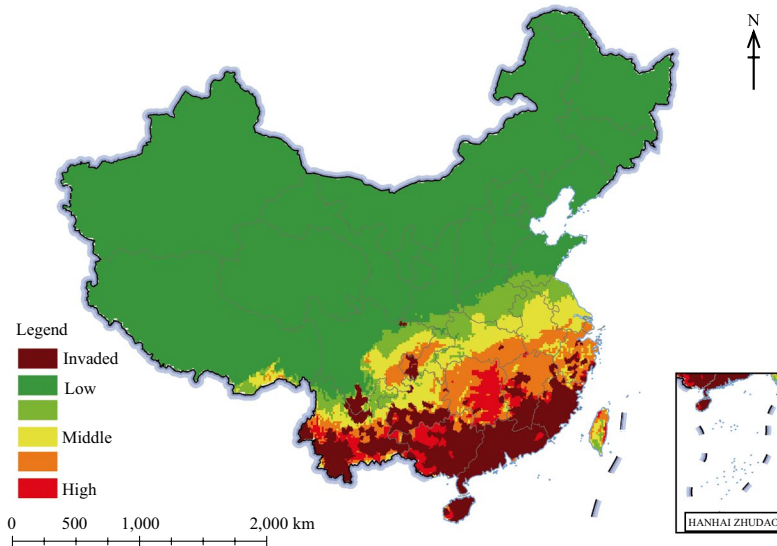 N
Legend
Invaded
Low
Middle
High
0 500 1,000 2,000 km
HANHAI ZHUDAO